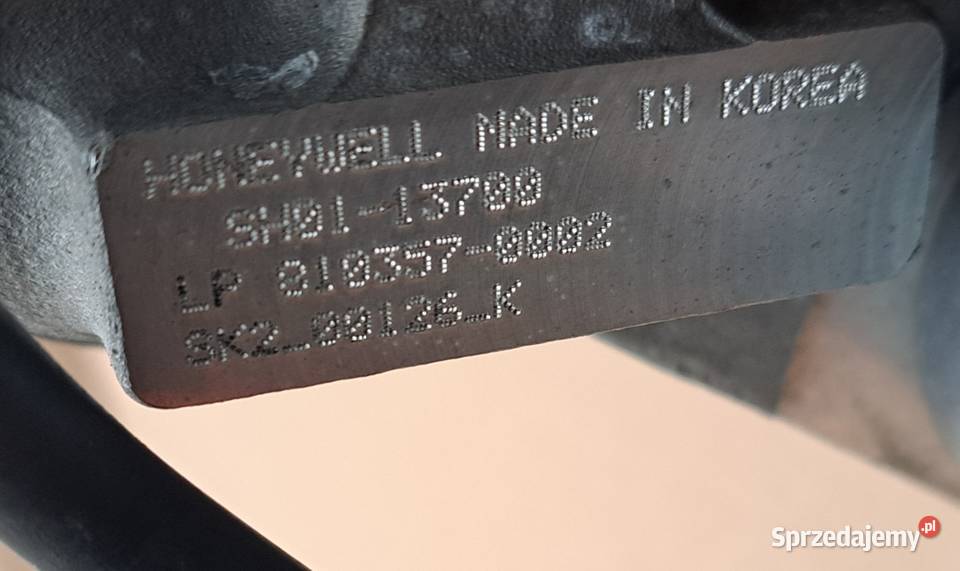 HONEYWELL MADE IN KOREA
SH01-13700
LP 810357-0002
SK2_00126_K
Sprzedajemy.pl